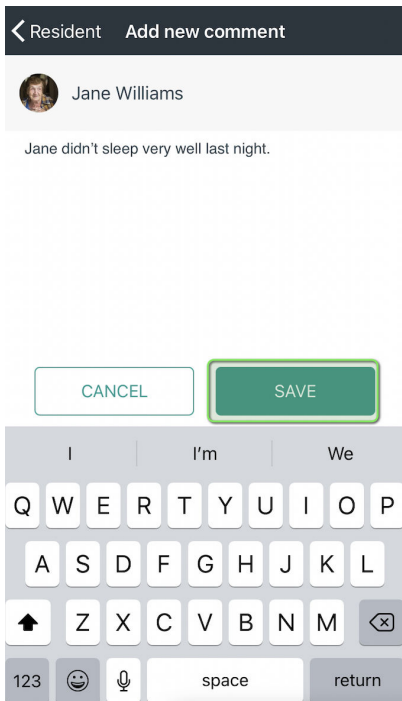 Resident Add new comment
Jane Williams
Jane didn't sleep very well last night.
CANCEL SAVE
I I'm We
Q W E R T Y U I O P
A S D F G H J K L
Z X C V B N M
123 space return